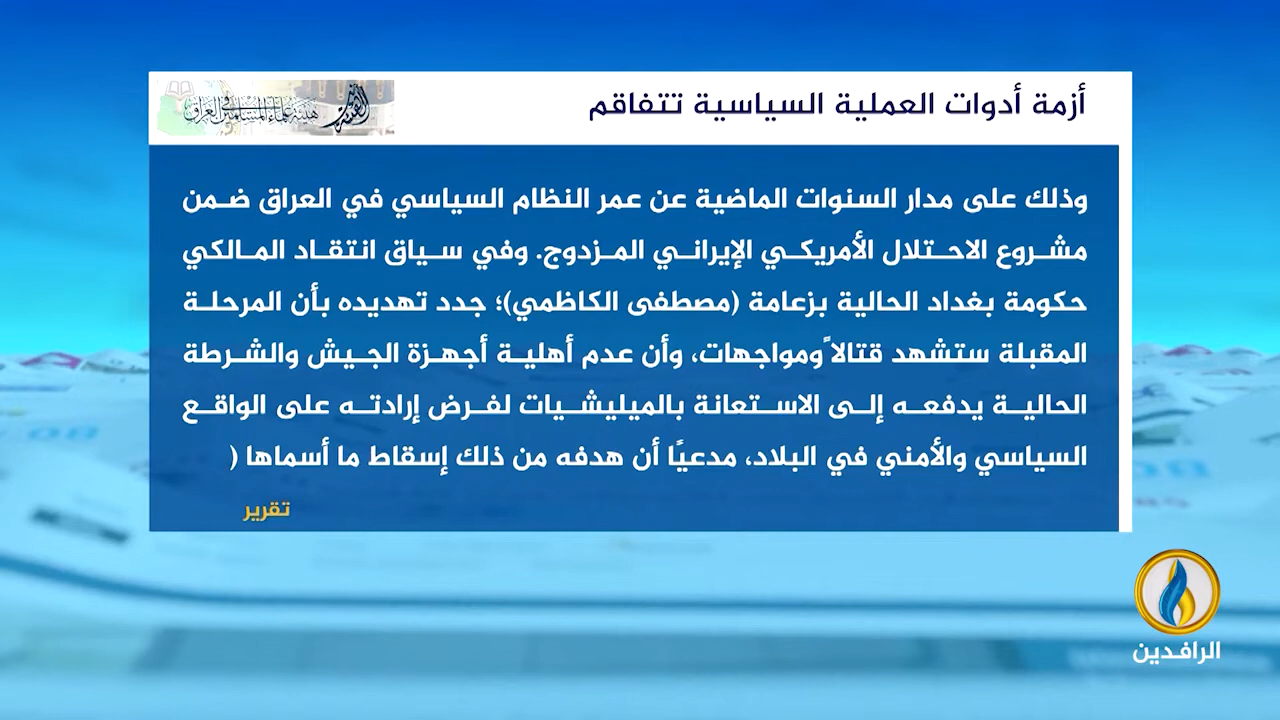 أزمة أدوات العملية السياسية تتفاقم
هيئة علماء المسلمين في العراق
وذلك على مدار السنوات الماضية عن عمر النظام السياسي في العراق ضمن
مشروع الاحتلال الأمريكي الإيراني المزدوج. وفي سياق انتقاد المالكي
حكومة بغداد الحالية بزعامة (مصطفى الكاظمي)؛ جدد تهديده بأن المرحلة
المقبلة ستشهد قتالاً ومواجهات، وأن عدم أهلية أجهزة الجيش والشرطة
الحالية يدفعه إلى الاستعانة بالميليشيات لفرض إرادته على الواقع
السياسي والأمني في البلاد، مدعيًا أن هدفه من ذلك إسقاط ما أسماها (
تقرير
الرافدين